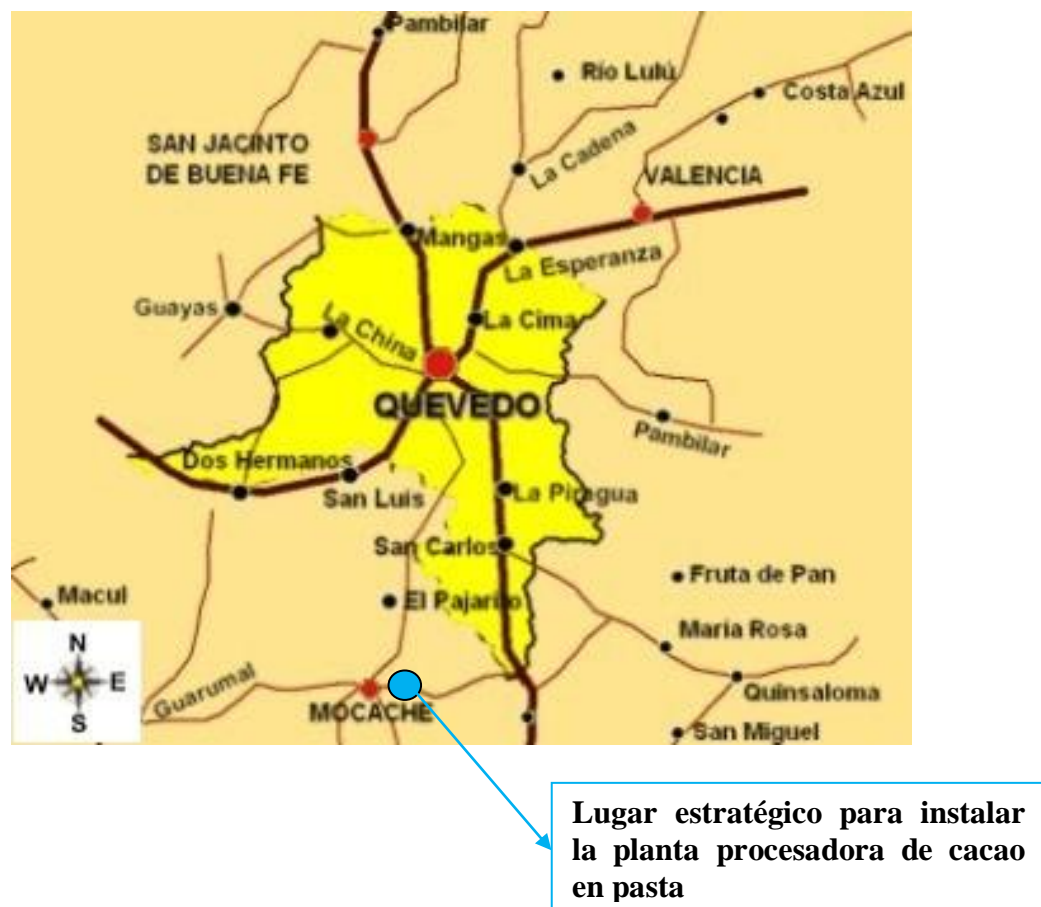 Pambilar
Río Lulú
Costa Azul
SAN JACINTO
DE BUENA FE
La Cadena
VALENCIA
Mangas
La Esperanza
Guayas
La China
La Cima
QUEVEDO
Pambilar
Dos Hermanos
San Luis
La Piragua
San Carlos
Fruta de Pan
Macul
El Pajarito
María Rosa
N
W
E
S
Guarumal
MOCACHE
Quinsaloma
San Miguel
Lugar estratégico para instalar
la planta procesadora de cacao
en pasta